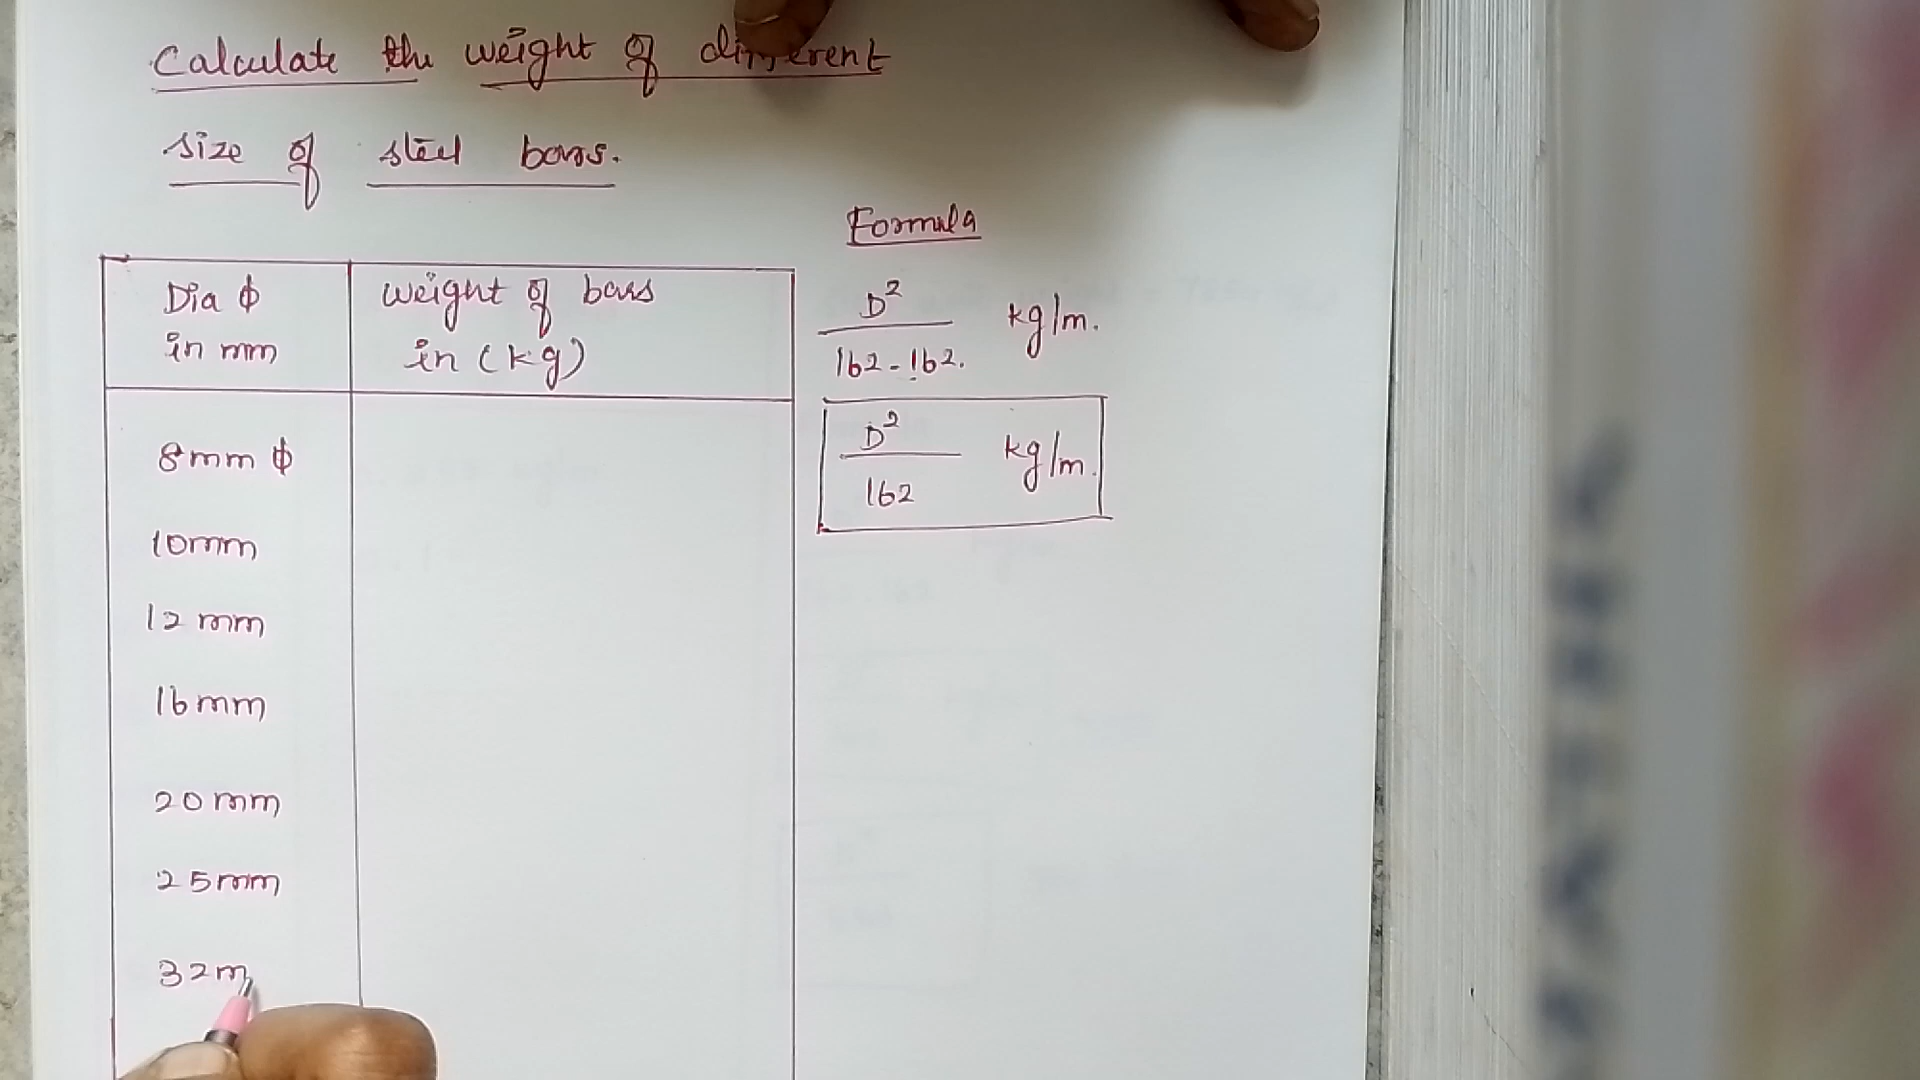 Calculate the weight of different
size of steel bars.
Formula
Dia ϕ
in mm
weight of bars
in (kg)
D²
162-162.
kg/m.
D²
162
kg/m.
8mm ϕ
10mm
12 mm
16mm
20mm
25mm
32m